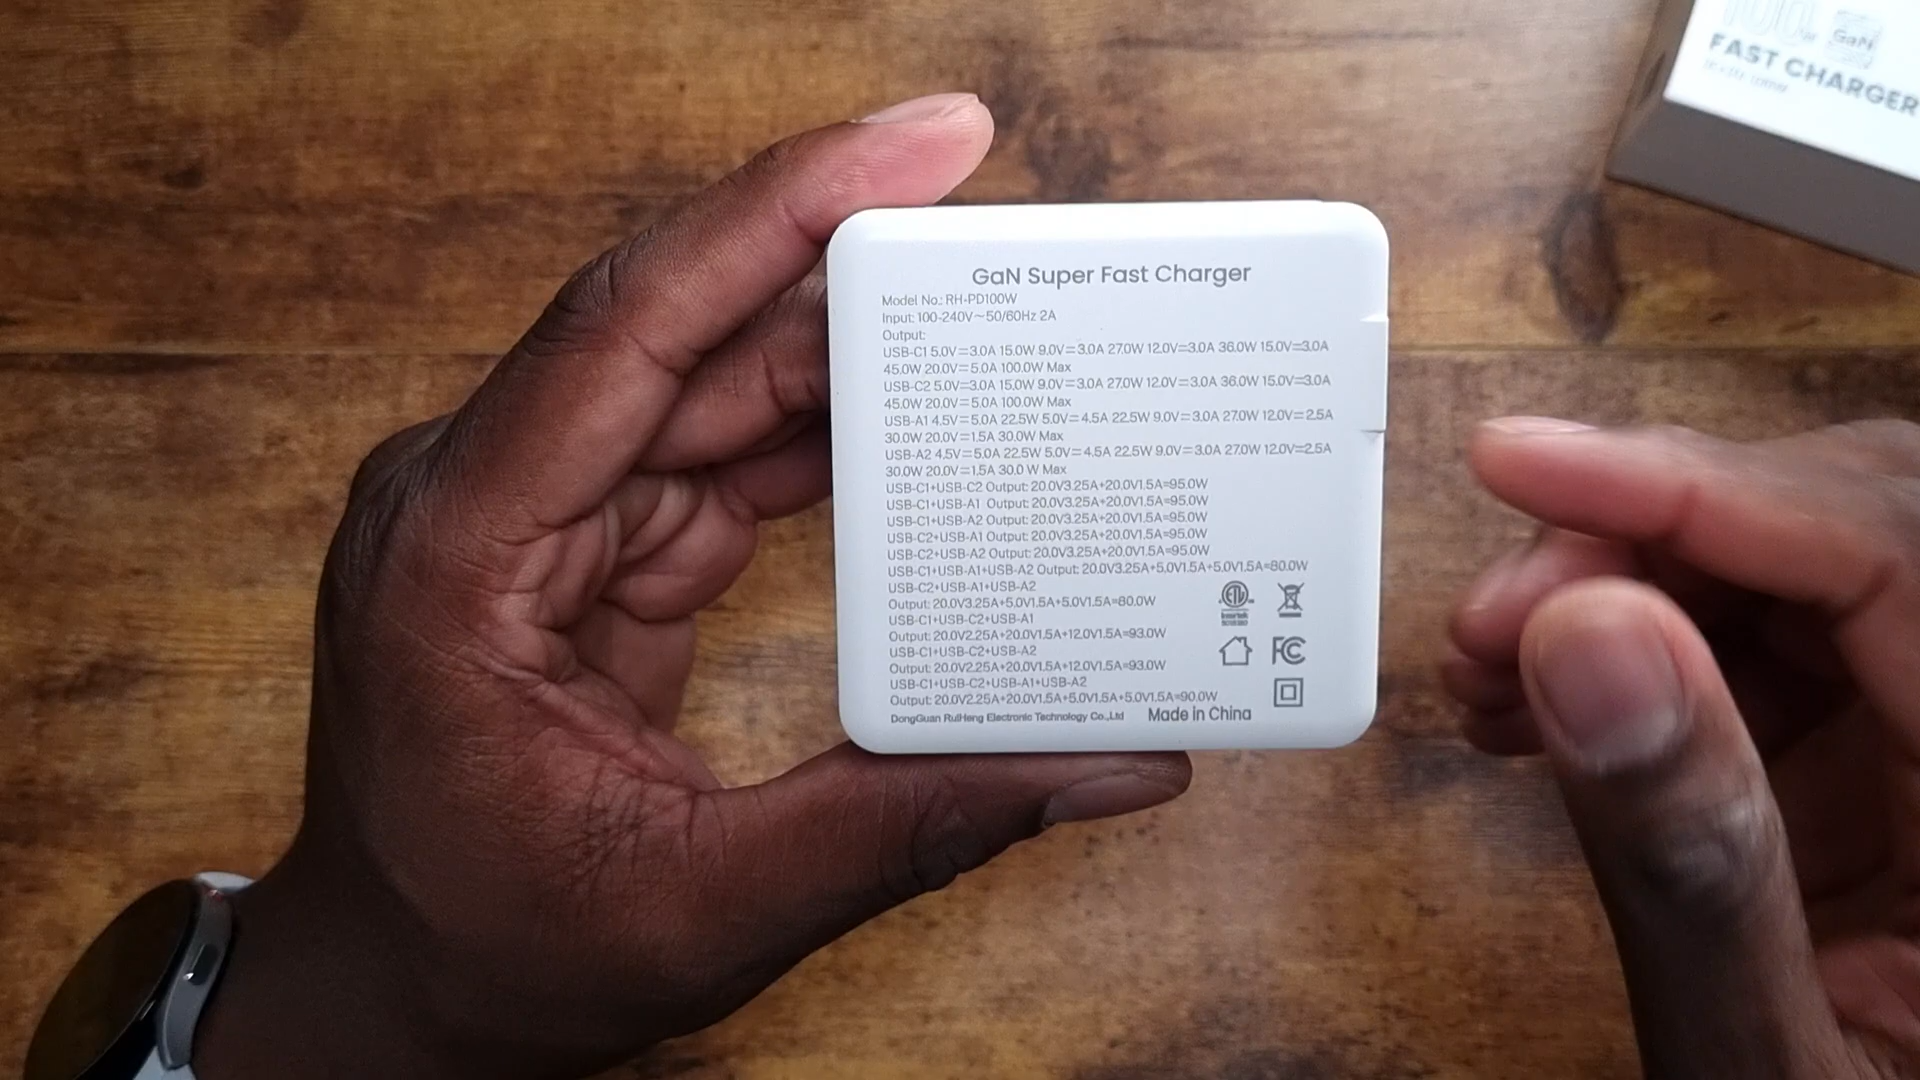 GaN
FAST CHARGER
GaN Super Fast Charger
Model No.: RH-PD100W
Input: 100-240V~50/60Hz 2A
Output:
USB-C1 5.0V⎓3.0A 15.0W 9.0V⎓3.0A 27.0W 12.0V⎓3.0A 36.0W 15.0V⎓3.0A
45.0W 20.0V⎓5.0A 100.0W Max
USB-C2 5.0V⎓3.0A 15.0W 9.0V⎓3.0A 27.0W 12.0V⎓3.0A 36.0W 15.0V⎓3.0A
45.0W 20.0V⎓5.0A 100.0W Max
USB-A1 4.5V⎓5.0A 22.5W 5.0V⎓4.5A 22.5W 9.0V⎓3.0A 27.0W 12.0V⎓2.5A
30.0W 20.0V⎓1.5A 30.0W Max
USB-A2 4.5V⎓5.0A 22.5W 5.0V⎓4.5A 22.5W 9.0V⎓3.0A 27.0W 12.0V⎓2.5A
30.0W 20.0V⎓1.5A 30.0 W Max
USB-C1+USB-C2 Output: 20.0V3.25A+20.0V1.5A=95.0W
USB-C1+USB-A1 Output: 20.0V3.25A+20.0V1.5A=95.0W
USB-C1+USB-A2 Output: 20.0V3.25A+20.0V1.5A=95.0W
USB-C2+USB-A1 Output: 20.0V3.25A+20.0V1.5A=95.0W
USB-C2+USB-A2 Output: 20.0V3.25A+20.0V1.5A=95.0W
USB-C1+USB-A1+USB-A2 Output: 20.0V3.25A+5.0V1.5A+5.0V1.5A=80.0W
USB-C2+USB-A1+USB-A2
Output: 20.0V3.25A+5.0V1.5A+5.0V1.5A=80.0W
USB-C1+USB-C2+USB-A1
Output: 20.0V2.25A+20.0V1.5A+12.0V1.5A=93.0W
USB-C1+USB-C2+USB-A2
Output: 20.0V2.25A+20.0V1.5A+12.0V1.5A=93.0W
USB-C1+USB-C2+USB-A1+USB-A2
Output: 20.0V2.25A+20.0V1.5A+5.0V1.5A+5.0V1.5A=90.0W
ETL
FC
DongGuan RuiHeng Electronic Technology Co.,Ltd Made in China